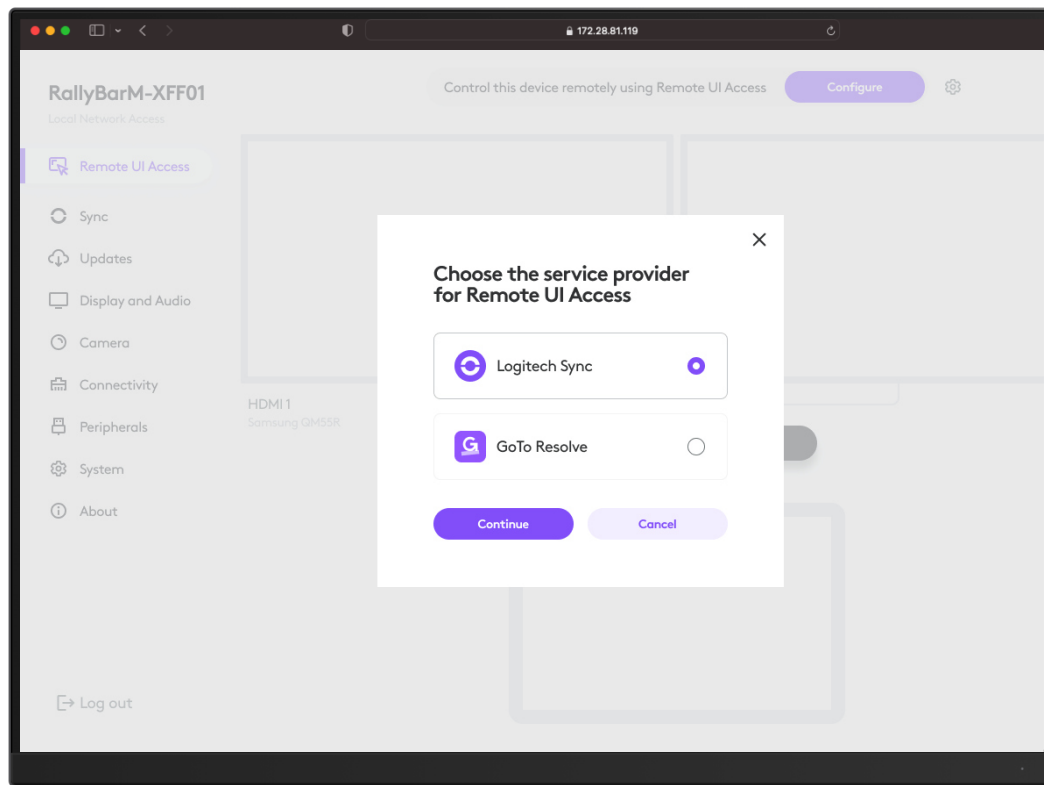 172.28.81.119
RallyBarM-XFF01
Local Network Access
Control this device remotely using Remote UI Access
Configure
Remote UI Access
Sync
Updates
Display and Audio
Camera
Connectivity
Peripherals
System
About
Log out
HDMI 1
Samsung QM55R
Choose the service provider
for Remote UI Access
Logitech Sync
G
GoTo Resolve
Continue
Cancel